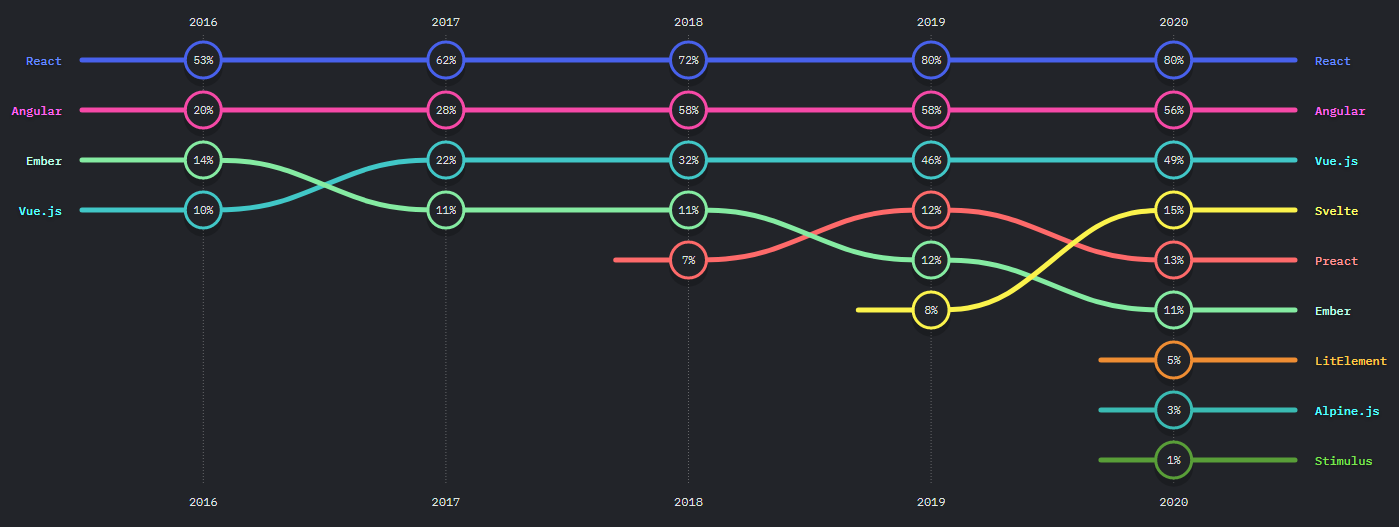 2016 2017 2018 2019 2020
React 53% 62% 72% 80% 80% React
Angular 20% 28% 58% 58% 56% Angular
Ember 14% 22% 32% 46% 49% Vue.js
Vue.js 10% 11% 11% 12% 15% Svelte
7% 12% 13% Preact
8% 11% Ember
5% LitElement
3% Alpine.js
1% Stimulus
2016 2017 2018 2019 2020